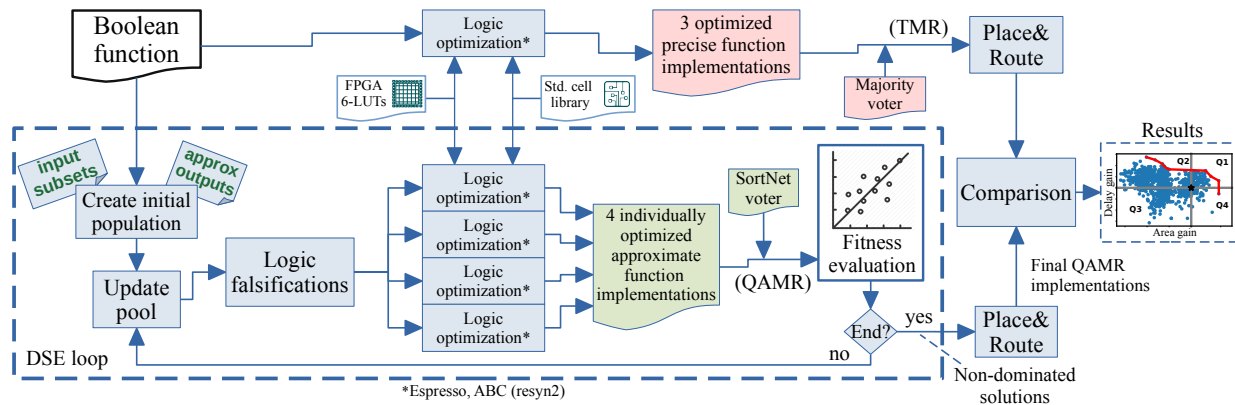 Boolean
function
Logic
optimization*
3 optimized
precise function
implementations
(TMR)
Majority
voter
Place&
Route
FPGA
6-LUTs
Std. cell
library
input
subsets
approx
outputs
Create initial
population
Update
pool
Logic
falsifications
Logic
optimization*
Logic
optimization*
Logic
optimization*
Logic
optimization*
4 individually
optimized
approximate
function
implementations
SortNet
voter
(QAMR)
Fitness
evaluation
End?
yes
no
DSE loop
*Espresso, ABC (resyn2)
Place&
Route
Non-dominated
solutions
Final QAMR
implementations
Comparison
Results
Q2
Q1
Q3
Q4
Delay gain
Area gain